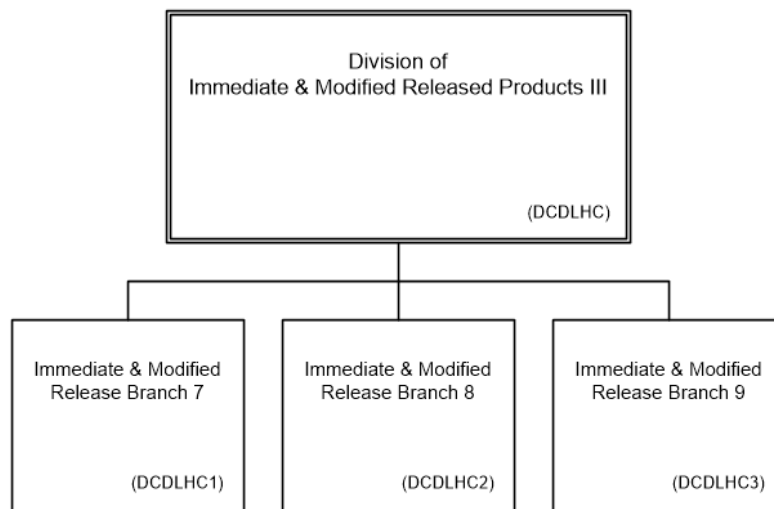 Division of
Immediate & Modified Released Products III
(DCDLHC)
Immediate & Modified
Release Branch 7
(DCDLHC1)
Immediate & Modified
Release Branch 8
(DCDLHC2)
Immediate & Modified
Release Branch 9
(DCDLHC3)